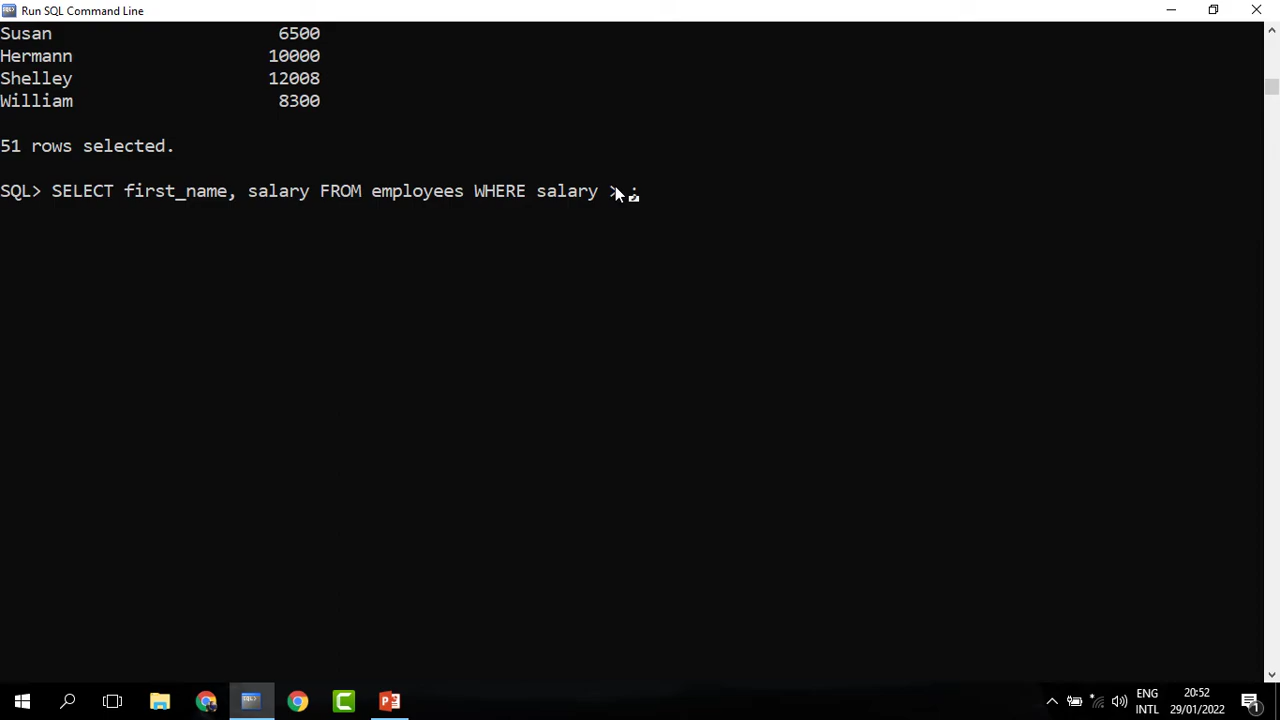 Run SQL Command Line
Susan 6500
Hermann 10000
Shelley 12008
William 8300
51 rows selected.
SQL> SELECT first_name, salary FROM employees WHERE salary > ;
ENG
INTL
20:52
29/01/2022
1